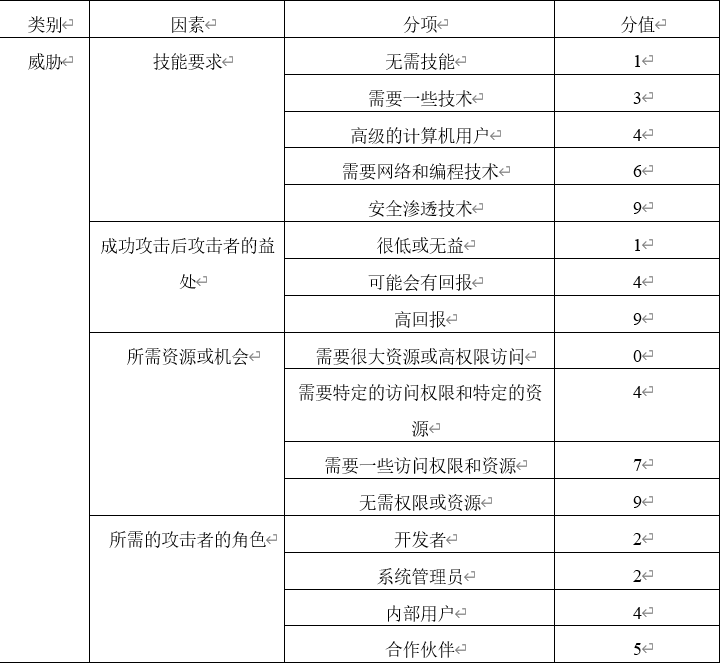 类别 因素 分项 分值
威胁 技能要求 无需技能 1
需要一些技术 3
高级的计算机用户 4
需要网络和编程技术 6
安全渗透技术 9
成功攻击后攻击者的益 很低或无益 1
处 可能会有回报 4
高回报 9
所需资源或机会 需要很大资源或高权限访问 0
需要特定的访问权限和特定的资 4
源
需要一些访问权限和资源 7
无需权限或资源 9
所需的攻击者的角色 开发者 2
系统管理员 2
内部用户 4
合作伙伴 5